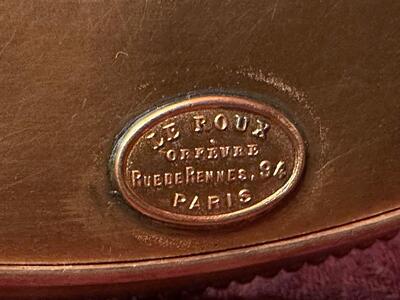 LE ROUX
ORFÈVRE
RUE DE RENNES, 94
PARIS